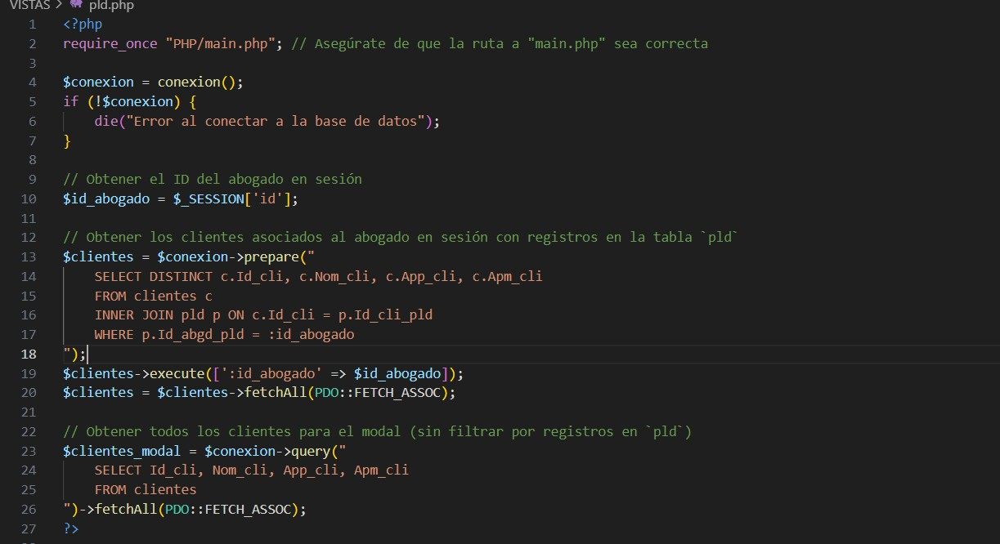 VISTAS > pld.php
1 <?php
2 require_once "PHP/main.php"; // Asegúrate de que la ruta a "main.php" sea correcta
3
4 $conexion = conexion();
5 if (!$conexion) {
6     die("Error al conectar a la base de datos");
7 }
8
9 // Obtener el ID del abogado en sesión
10 $id_abogado = $_SESSION['id'];
11
12 // Obtener los clientes asociados al abogado en sesión con registros en la tabla `pld`
13 $clientes = $conexion->prepare("
14     SELECT DISTINCT c.Id_cli, c.Nom_cli, c.App_cli, c.Apm_cli
15     FROM clientes c
16     INNER JOIN pld p ON c.Id_cli = p.Id_cli_pld
17     WHERE p.Id_abgd_pld = :id_abogado
18 ");
19 $clientes->execute([':id_abogado' => $id_abogado]);
20 $clientes = $clientes->fetchAll(PDO::FETCH_ASSOC);
21
22 // Obtener todos los clientes para el modal (sin filtrar por registros en `pld`)
23 $clientes_modal = $conexion->query("
24     SELECT Id_cli, Nom_cli, App_cli, Apm_cli
25     FROM clientes
26 ")->fetchAll(PDO::FETCH_ASSOC);
27 ?>